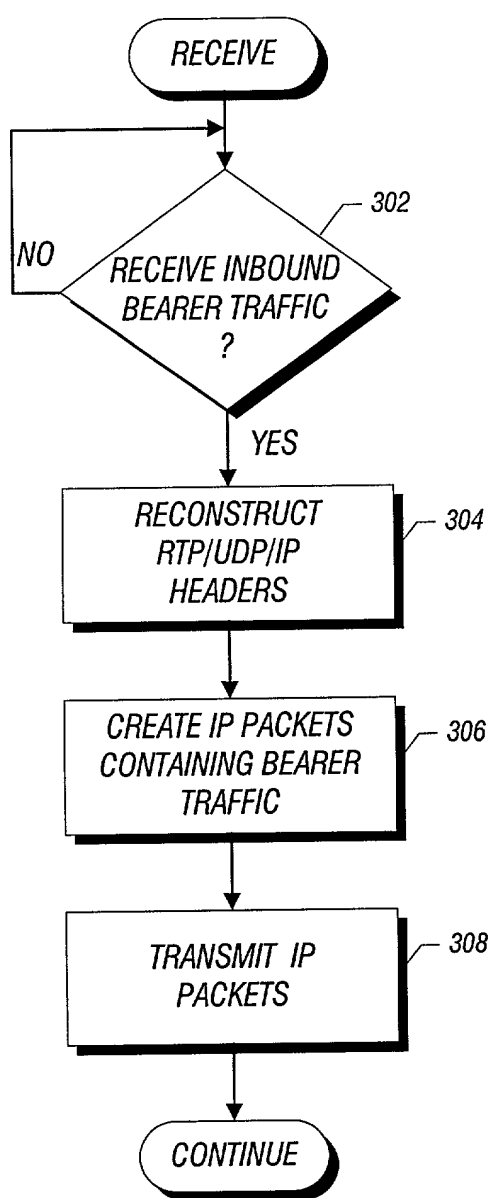 RECEIVE
302
NO
RECEIVE INBOUND
BEARER TRAFFIC
?
YES
RECONSTRUCT
RTP/UDP/IP
HEADERS
304
CREATE IP PACKETS
CONTAINING BEARER
TRAFFIC
306
TRANSMIT IP
PACKETS
308
CONTINUE